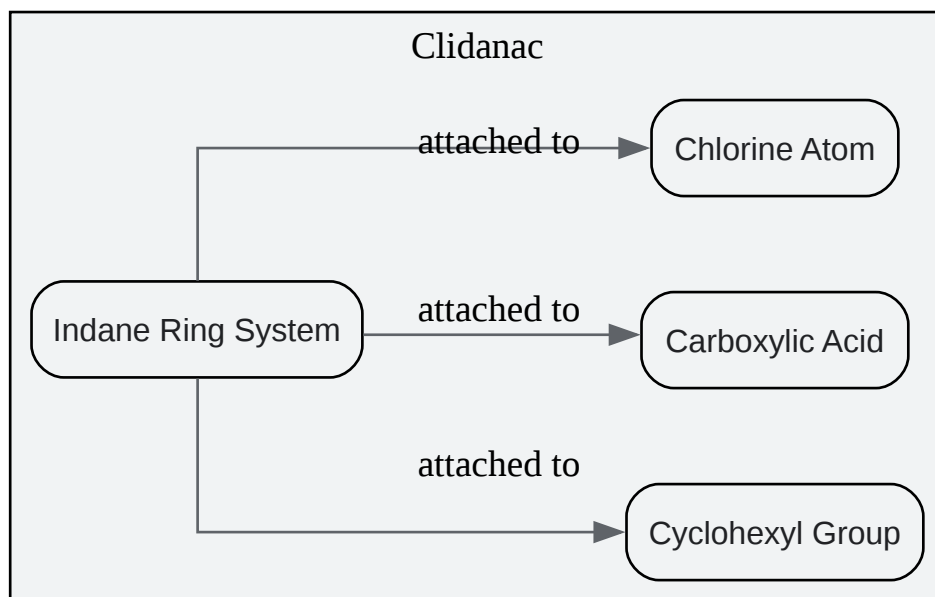 Clidanac
attached to
Chlorine Atom
Indane Ring System
attached to
Carboxylic Acid
attached to
Cyclohexyl Group